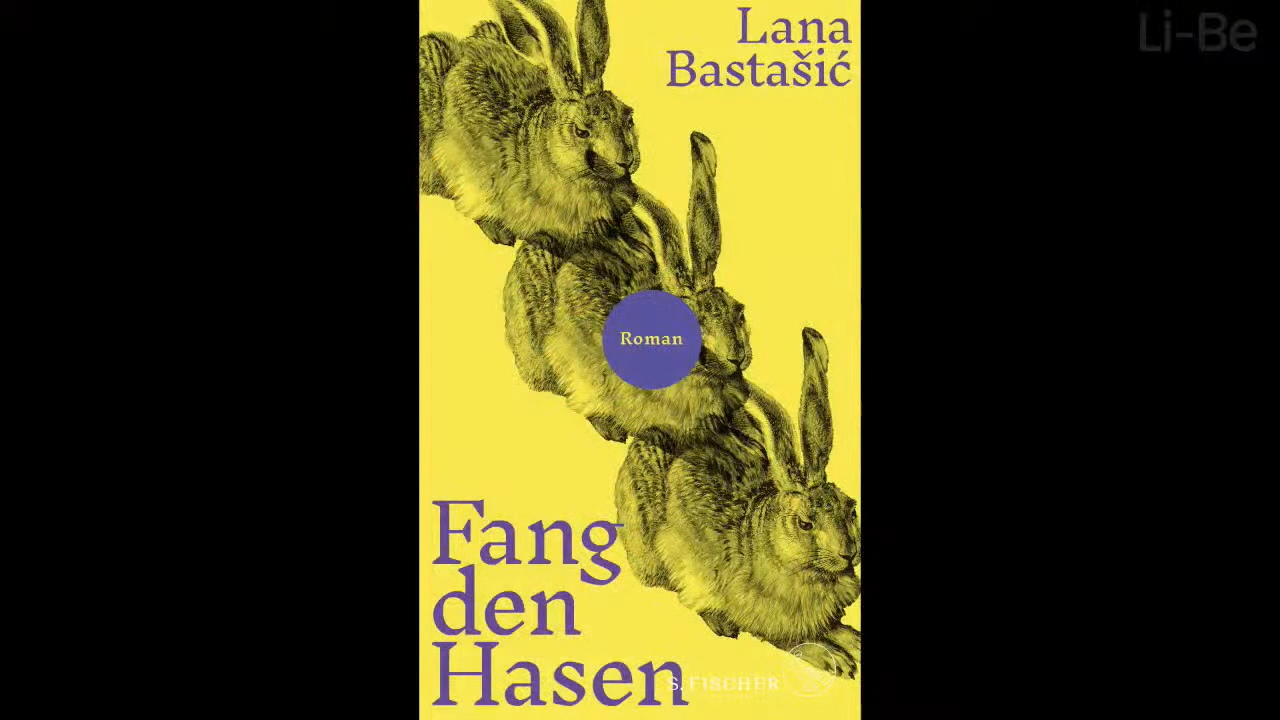 Li-Be
Lana
Bastašić
Roman
Fang
den
Hasen
S. FISCHER